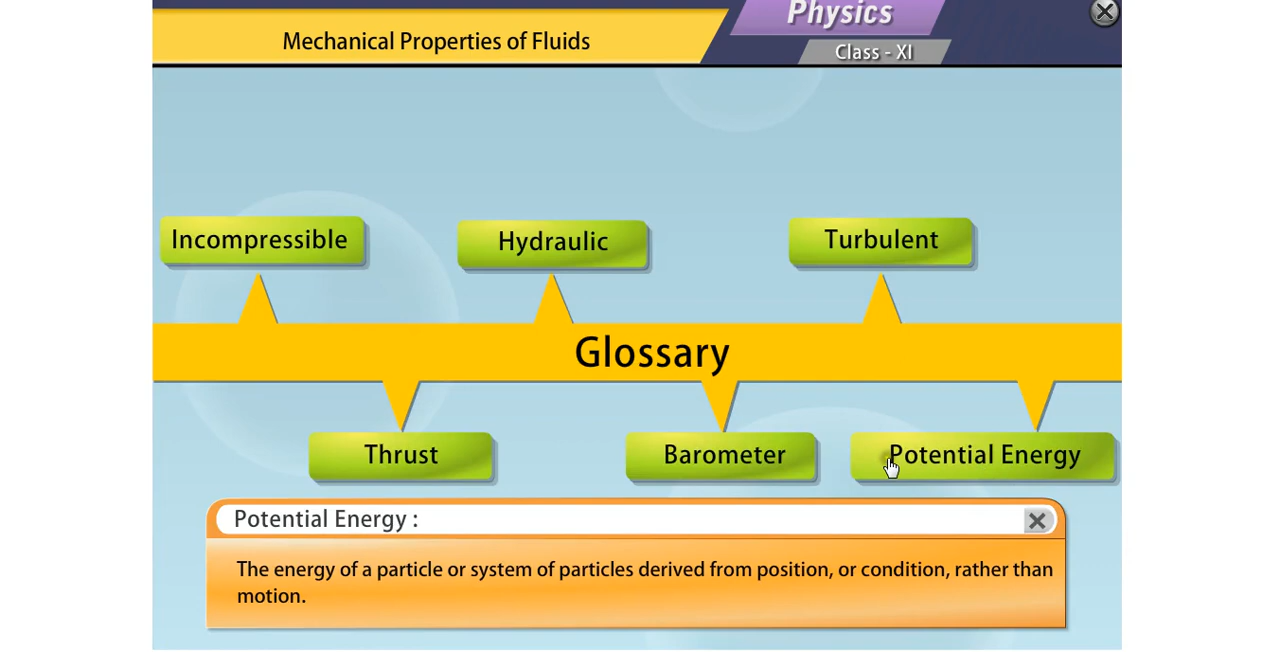 Mechanical Properties of Fluids
Physics
Class - XI
Incompressible
Hydraulic
Turbulent
Glossary
Thrust
Barometer
Potential Energy
Potential Energy :
The energy of a particle or system of particles derived from position, or condition, rather than
motion.